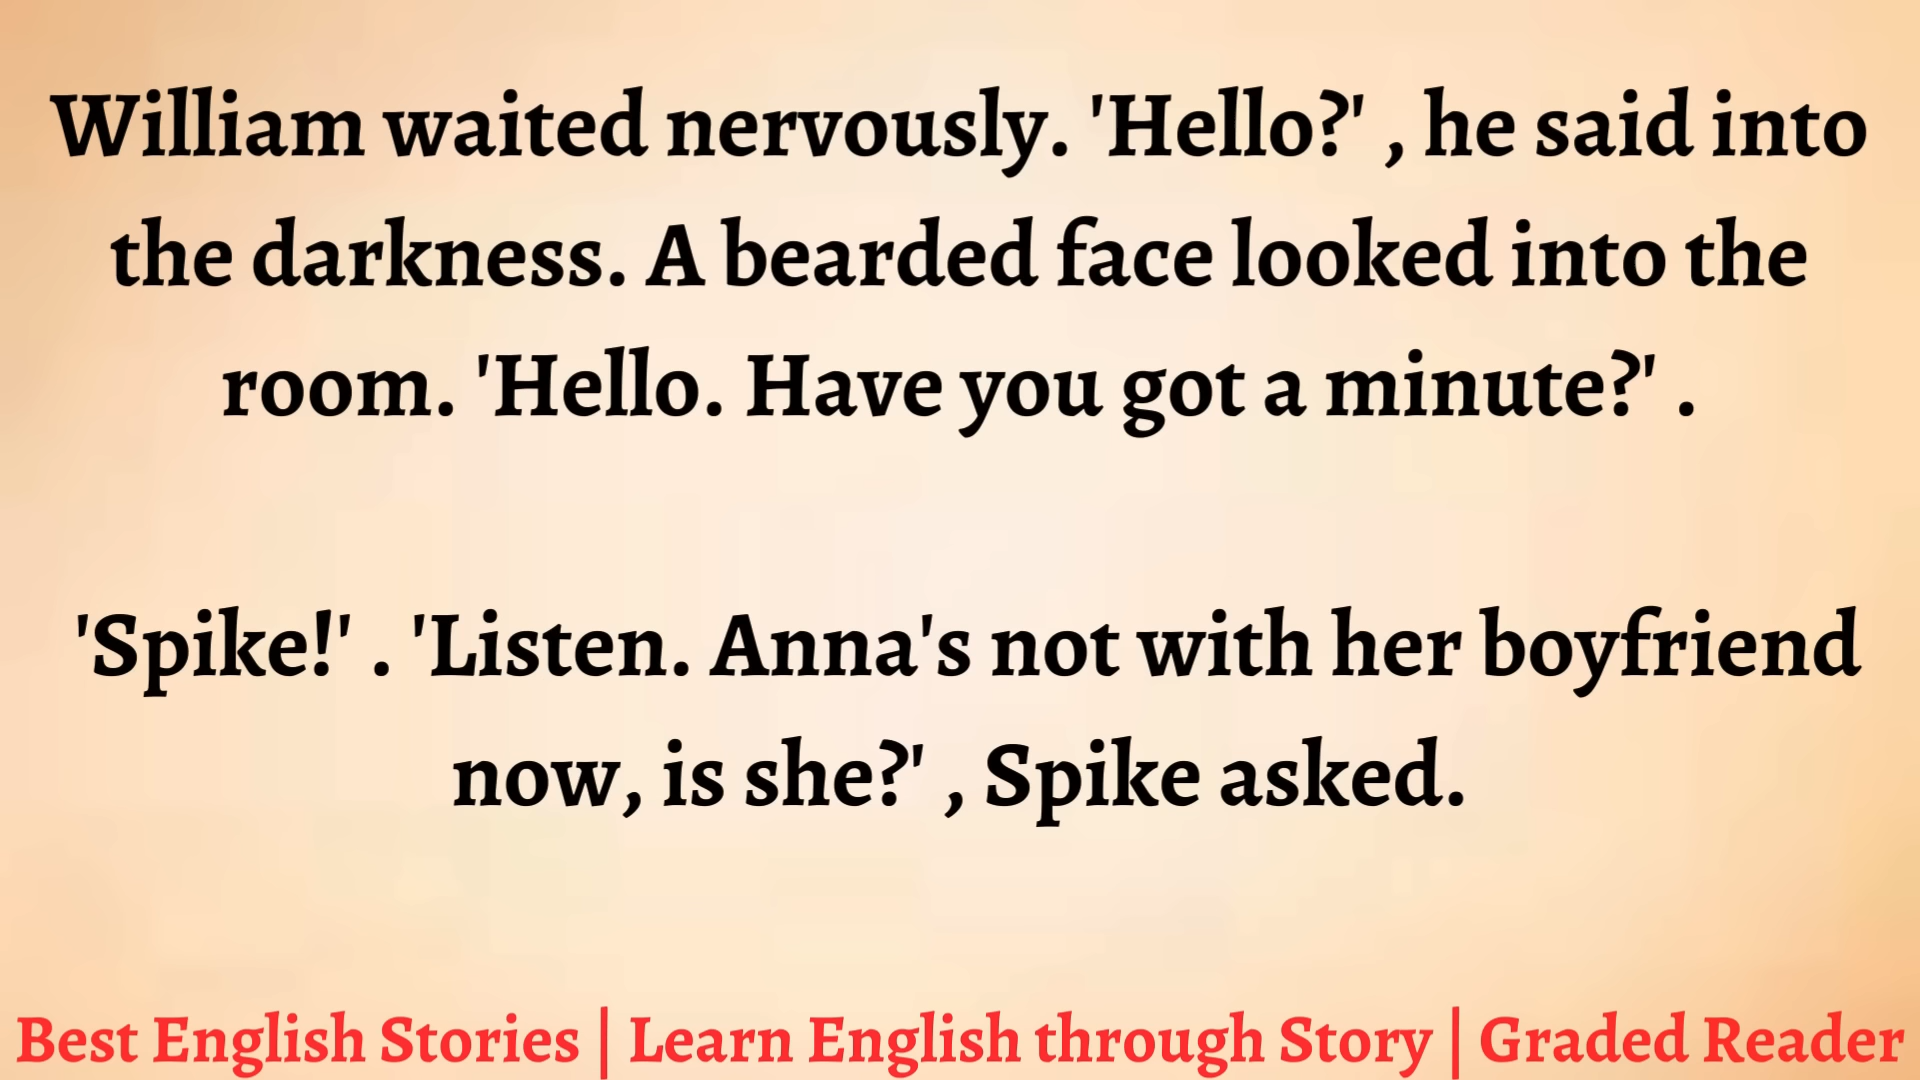 William waited nervously. 'Hello?' , he said into
the darkness. A bearded face looked into the
room. 'Hello. Have you got a minute?' .
'Spike!' . 'Listen. Anna's not with her boyfriend
now, is she?' , Spike asked.
Best English Stories | Learn English through Story | Graded Reader